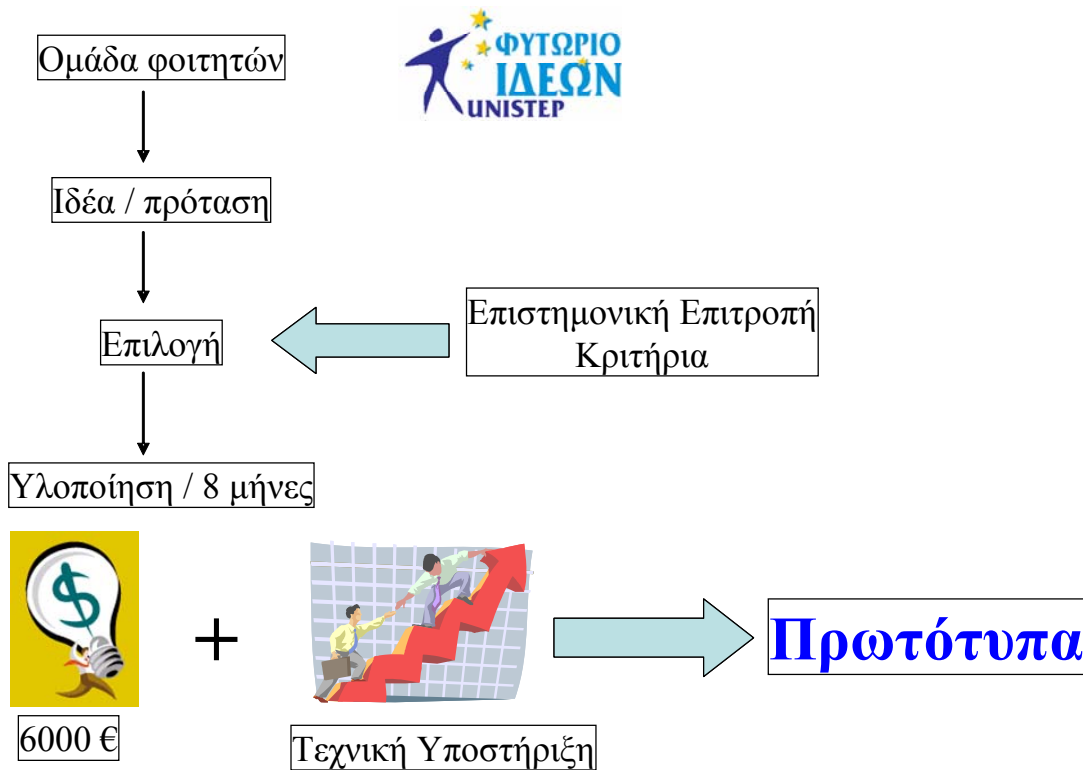 Ομάδα φοιτητών
ΦΥΤΩΡΙΟ
ΙΔΕΩΝ
UNISTEP
Ιδέα / πρόταση
Επιλογή
Επιστημονική Επιτροπή
Κριτήρια
Υλοποίηση / 8 μήνες
$
+
Πρωτότυπα
6000 €
Τεχνική Υποστήριξη